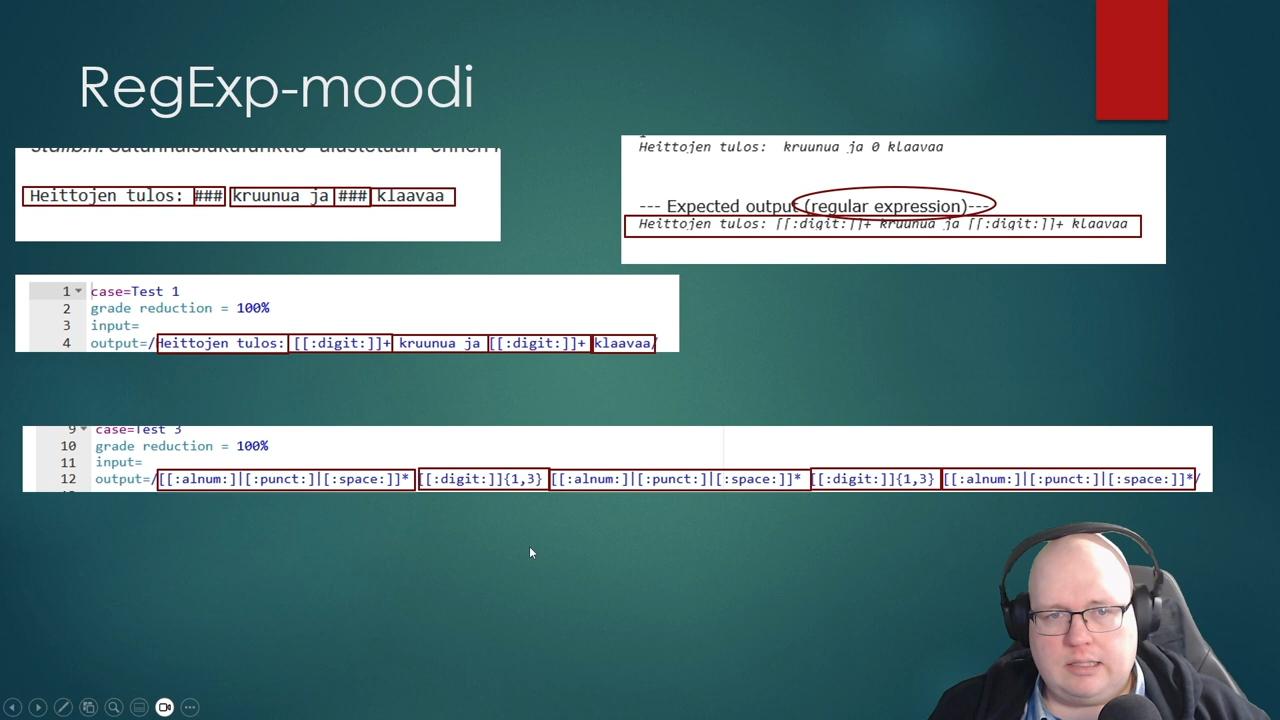 RegExp-moodi
Heittojen tulos: ### kruunua ja ### klaavaa
Heittojen tulos:  kruunua ja 0 klaavaa
--- Expected output (regular expression)---
Heittojen tulos: [[:digit:]]+ kruunua ja [[:digit:]]+ klaavaa
1 case=Test 1
2 grade reduction = 100%
3 input=
4 output=/Heittojen tulos: [[:digit:]]+ kruunua ja [[:digit:]]+ klaavaa/
9 case=Test 3
10 grade reduction = 100%
11 input=
12 output=/[[:alnum:]|[:punct:]|[:space:]]* [[:digit:]]{1,3} [[:alnum:]|[:punct:]|[:space:]]* [[:digit:]]{1,3} [[:alnum:]|[:punct:]|[:space:]]*/